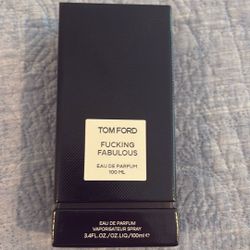 TOM FORD
FUCKING
FABULOUS
EAU DE PARFUM
100 ML
EAU DE PARFUM
VAPORISATEUR SPRAY
3.4FL.OZ./OZ.LIQ./100ml℮